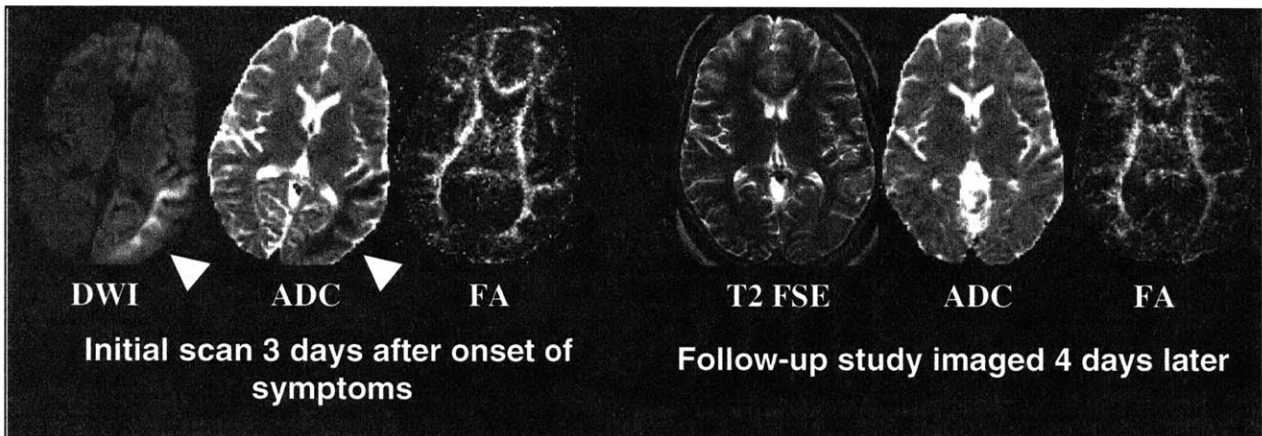 DWI ADC FA T2 FSE ADC FA
Initial scan 3 days after onset of
symptoms
Follow-up study imaged 4 days later